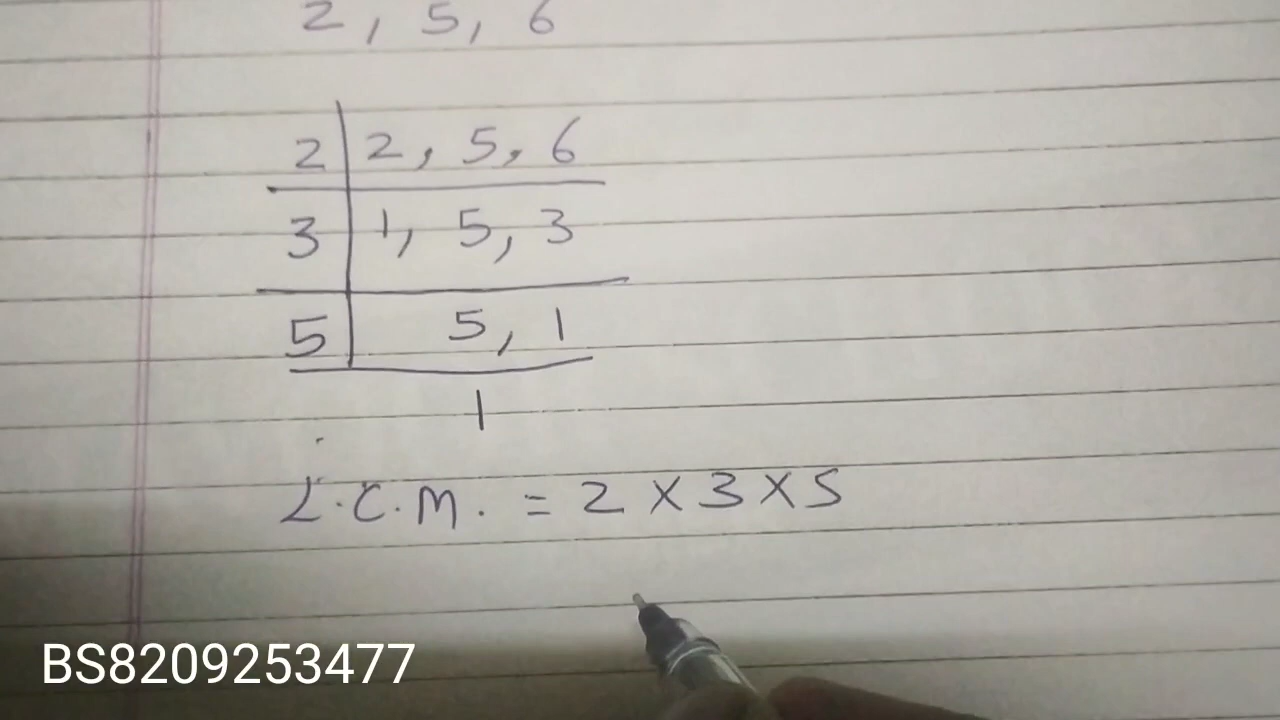 2, 5, 6
2 | 2, 5, 6
3 | 1, 5, 3
5 | 5, 1
1
L.C.M. = 2 X 3 X 5
BS8209253477